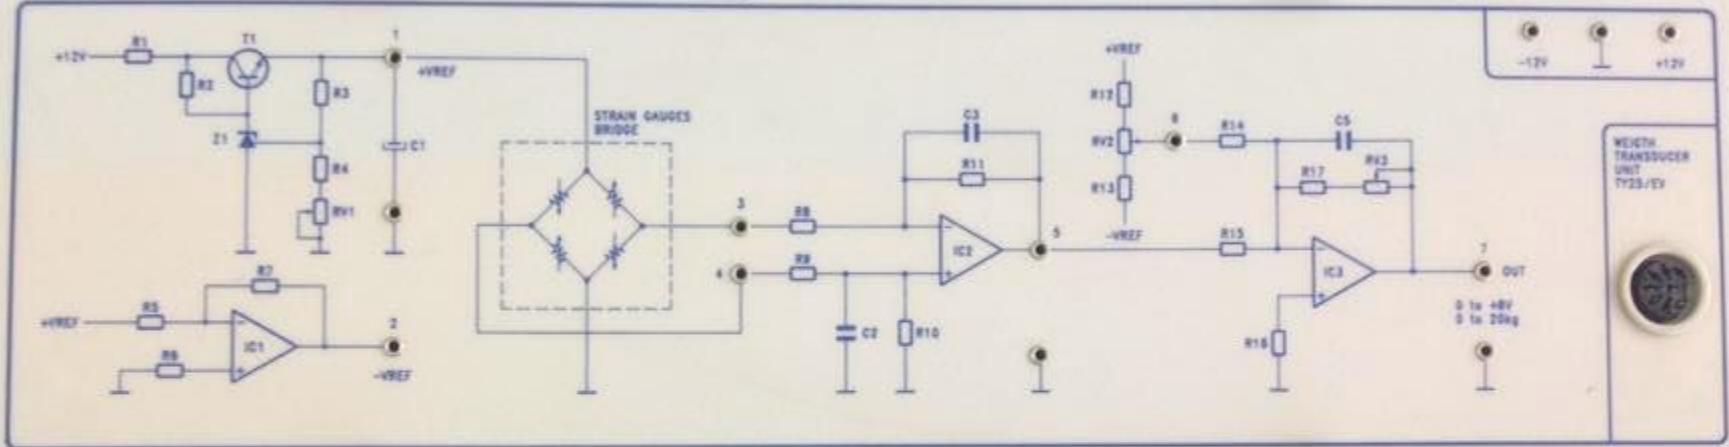 +12V
R1
T1
R2
Z1
R3
R4
RV1
1
+VREF
C1
+VREF
R5
R6
R7
IC1
2
-VREF
STRAIN GAUGES
BRIDGE
3
4
R8
R9
C2
R10
C3
R11
IC2
5
+VREF
R12
RV2
R13
-VREF
6
R14
R15
C5
R17
RV3
IC3
R16
7
OUT
0 to +8V
0 to 20kg
-12V
+12V
WEIGTH
TRANSDUCER
UNIT
TY25/EV